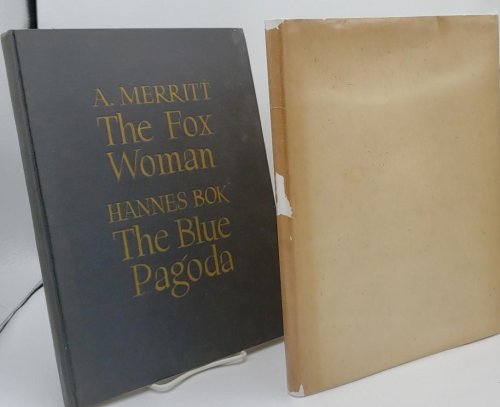 A. MERRITT
The Fox
Woman
HANNES BOK
The Blue
Pagoda